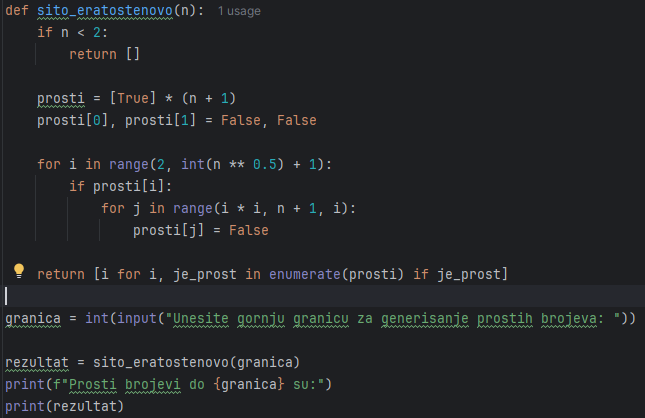 def sito_eratostenovo(n): 1 usage
    if n < 2:
        return []

    prosti = [True] * (n + 1)
    prosti[0], prosti[1] = False, False

    for i in range(2, int(n ** 0.5) + 1):
        if prosti[i]:
            for j in range(i * i, n + 1, i):
                prosti[j] = False

    return [i for i, je_prost in enumerate(prosti) if je_prost]

granica = int(input("Unesite gornju granicu za generisanje prostih brojeva: "))

rezultat = sito_eratostenovo(granica)
print(f"Prosti brojevi do {granica} su:")
print(rezultat)